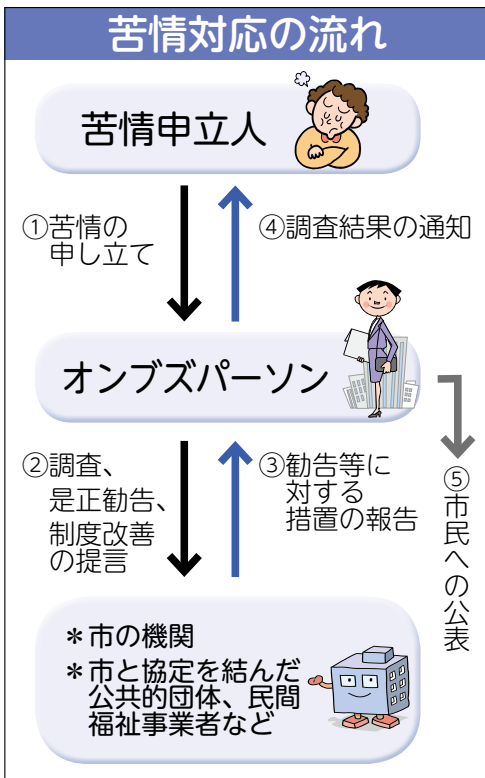 苦情対応の流れ
苦情申立人
①苦情の
申し立て
④調査結果の通知
オンブズパーソン
②調査、
是正勧告、
制度改善
の提言
③勧告等に
対する
措置の報告
⑤市民への公表
＊市の機関
＊市と協定を結んだ
公共的団体、民間
福祉事業者など